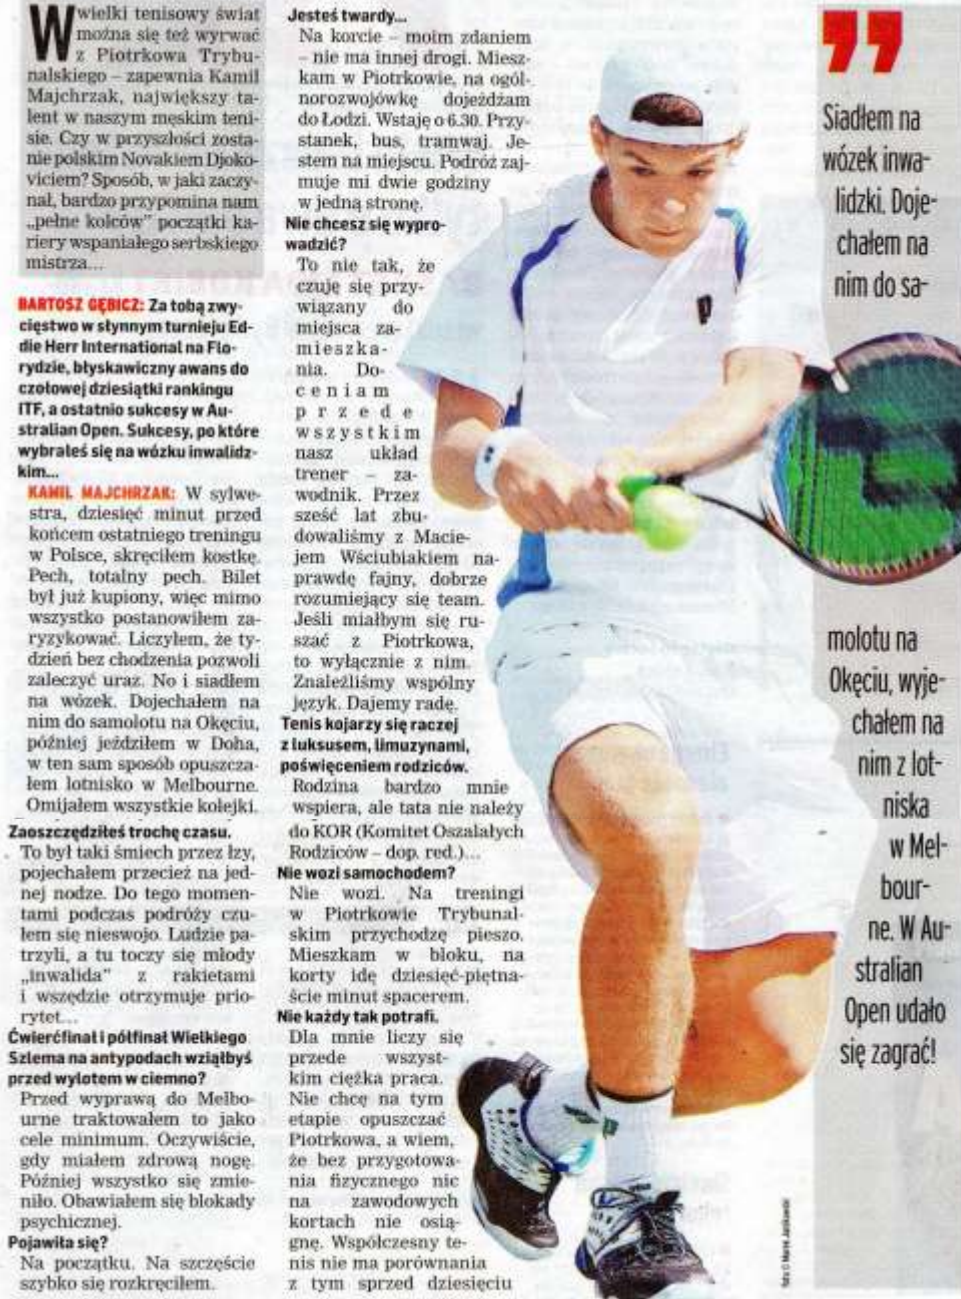 W wielki tenisowy świat
można się też wyrwać
z Piotrkowa Trybu-
nalskiego – zapewnia Kamil
Majchrzak, największy ta-
lent w naszym męskim teni-
sie. Czy w przyszłości zosta-
nie polskim Novakiem Djoko-
viciem? Sposób, w jaki zaczy-
nał, bardzo przypomina nam
„pełne kolców” początki ka-
riery wspaniałego serbskiego
mistrza...
BARTOSZ GĘBICZ: Za tobą zwy-
cięstwo w słynnym turnieju Ed-
die Herr International na Flo-
rydzie, błyskawiczny awans do
czołowej dziesiątki rankingu
ITF, a ostatnio sukcesy w Au-
stralian Open. Sukcesy, po które
wybrałeś się na wózku inwalidz-
kim...
KAMIL MAJCHRZAK: W sylwe-
stra, dziesięć minut przed
końcem ostatniego treningu
w Polsce, skręciłem kostkę.
Pech, totalny pech. Bilet
był już kupiony, więc mimo
wszystko postanowiłem za-
ryzykować. Liczyłem, że ty-
dzień bez chodzenia pozwoli
zaleczyć uraz. No i siadłem
na wózek. Dojechałem na
nim do samolotu na Okęciu,
później jeździłem w Doha,
w ten sam sposób opuszcza-
łem lotnisko w Melbourne.
Omijałem wszystkie kolejki.
Zaoszczędziłeś trochę czasu.
To był taki śmiech przez łzy,
pojechałem przecież na jed-
nej nodze. Do tego momen-
tami podczas podróży czu-
łem się nieswojo. Ludzie pa-
trzyli, a tu toczy się młody
„inwalida” z rakietami
i wszędzie otrzymuje prio-
rytet...
Ćwierćfinał i półfinał Wielkiego
Szlema na antypodach wziąłbyś
przed wylotem w ciemno?
Przed wyprawą do Melbo-
urne traktowałem to jako
cele minimum. Oczywiście,
gdy miałem zdrową nogę.
Później wszystko się zmie-
niło. Obawiałem się blokady
psychicznej.
Pojawiła się?
Na początku. Na szczęście
szybko się rozkręciłem.
Jesteś twardy...
Na korcie – moim zdaniem
– nie ma innej drogi. Miesz-
kam w Piotrkowie, na ogól-
norozwojówkę dojeżdżam
do Łodzi. Wstaję o 6.30. Przy-
stanek, bus, tramwaj. Je-
stem na miejscu. Podróż zaj-
muje mi dwie godziny
w jedną stronę.
Nie chcesz się wypro-
wadzić?
To nie tak, że
czuję się przy-
wiązany do
miejsca za-
mieszka-
nia. Do-
ceniam
przede
wszystkim
nasz układ
trener – za-
wodnik. Przez
sześć lat zbu-
dowaliśmy z Macie-
jem Wściubiakiem na-
prawdę fajny, dobrze
rozumiejący się team.
Jeśli miałbym się ru-
szać z Piotrkowa,
to wyłącznie z nim.
Znaleźliśmy wspólny
język. Dajemy radę.
Tenis kojarzy się raczej
z luksusem, limuzynami,
poświęceniem rodziców.
Rodzina bardzo mnie
wspiera, ale tata nie należy
do KOR (Komitet Oszalałych
Rodziców – dop. red.)...
Nie wozi samochodem?
Nie wozi. Na treningi
w Piotrkowie Trybunal-
skim przychodzę pieszo.
Mieszkam w bloku, na
korty idę dziesięć-piętna-
ście minut spacerem.
Nie każdy tak potrafi.
Dla mnie liczy się
przede wszyst-
kim ciężka praca.
Nie chcę na tym
etapie opuszczać
Piotrkowa, a wiem,
że bez przygotowa-
nia fizycznego nic
na zawodowych
kortach nie osią-
gnę. Współczesny te-
nis nie ma porównania
z tym sprzed dziesięciu
”
Siadłem na
wózek inwa-
lidzki. Doje-
chałem na
nim do sa-
molotu na
Okęciu, wyje-
chałem na
nim z lot-
niska
w Mel-
bour-
ne. W Au-
stralian
Open udało
się zagrać!